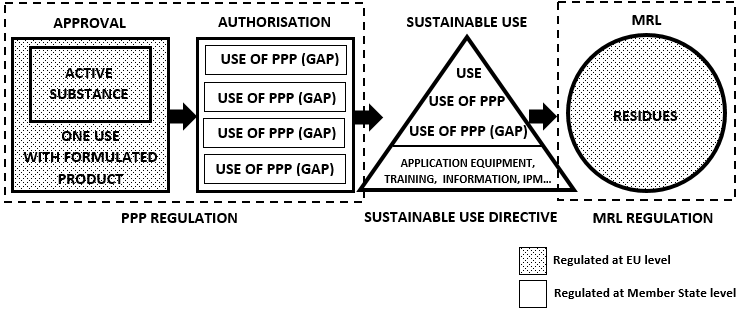 APPROVAL
ACTIVE
SUBSTANCE
ONE USE
WITH FORMULATED
PRODUCT
AUTHORISATION
USE OF PPP (GAP)
USE OF PPP (GAP)
USE OF PPP (GAP)
USE OF PPP (GAP)
PPP REGULATION
SUSTAINABLE USE
USE
USE OF PPP
USE OF PPP (GAP)
APPLICATION EQUIPMENT,
TRAINING, INFORMATION, IPM...
SUSTAINABLE USE DIRECTIVE
MRL
RESIDUES
MRL REGULATION
Regulated at EU level
Regulated at Member State level